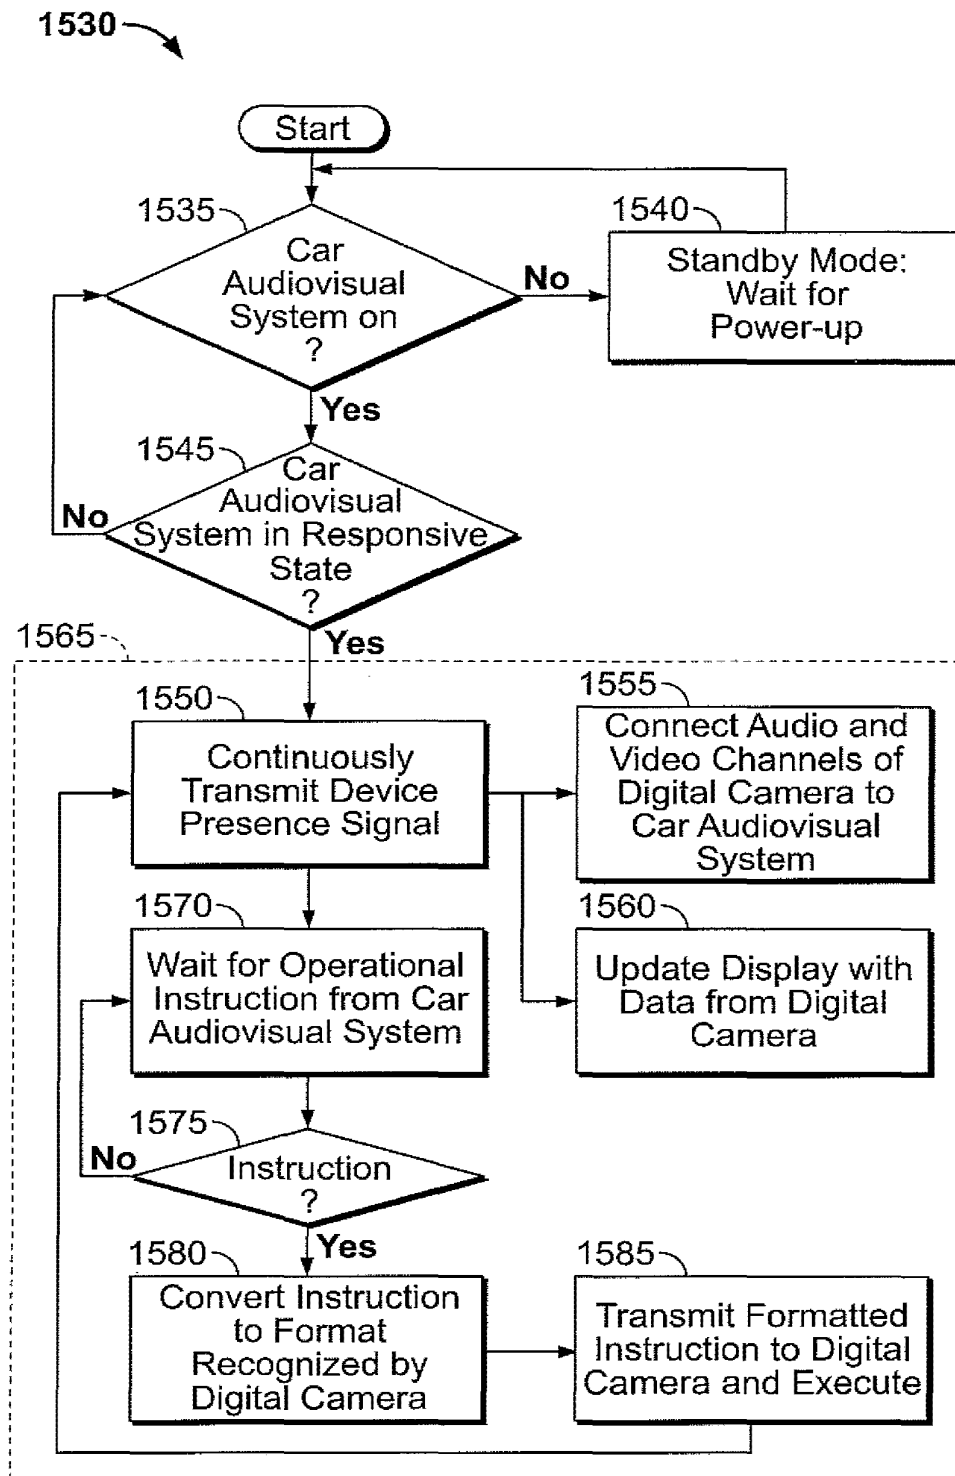 1530
Start
1535
Car
Audiovisual
System on
?
No
1540
Standby Mode:
Wait for
Power-up
Yes
1545
Car
Audiovisual
System in Responsive
State
?
No
Yes
1565
1550
Continuously
Transmit Device
Presence Signal
1555
Connect Audio and
Video Channels of
Digital Camera to
Car Audiovisual
System
1570
Wait for Operational
Instruction from Car
Audiovisual System
1560
Update Display with
Data from Digital
Camera
1575
Instruction
?
No
Yes
1580
Convert Instruction
to Format
Recognized by
Digital Camera
1585
Transmit Formatted
Instruction to Digital
Camera and Execute